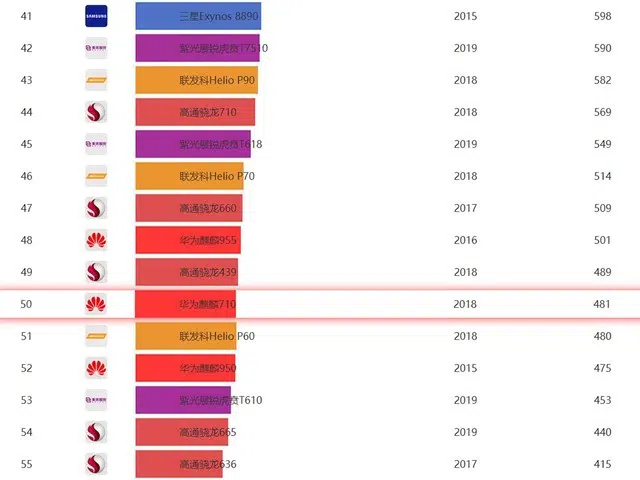 41 SAMSUNG 三星Exynos 8890 2015 598
42 紫光展锐虎贲T7510 2019 590
43 联发科Helio P90 2018 582
44 高通骁龙710 2018 569
45 紫光展锐虎贲T618 2019 549
46 联发科Helio P70 2018 514
47 高通骁龙660 2017 509
48 华为麒麟955 2016 501
49 高通骁龙439 2018 489
50 华为麒麟710 2018 481
51 联发科Helio P60 2018 480
52 华为麒麟950 2015 475
53 紫光展锐虎贲T610 2019 453
54 高通骁龙665 2019 440
55 高通骁龙636 2017 415